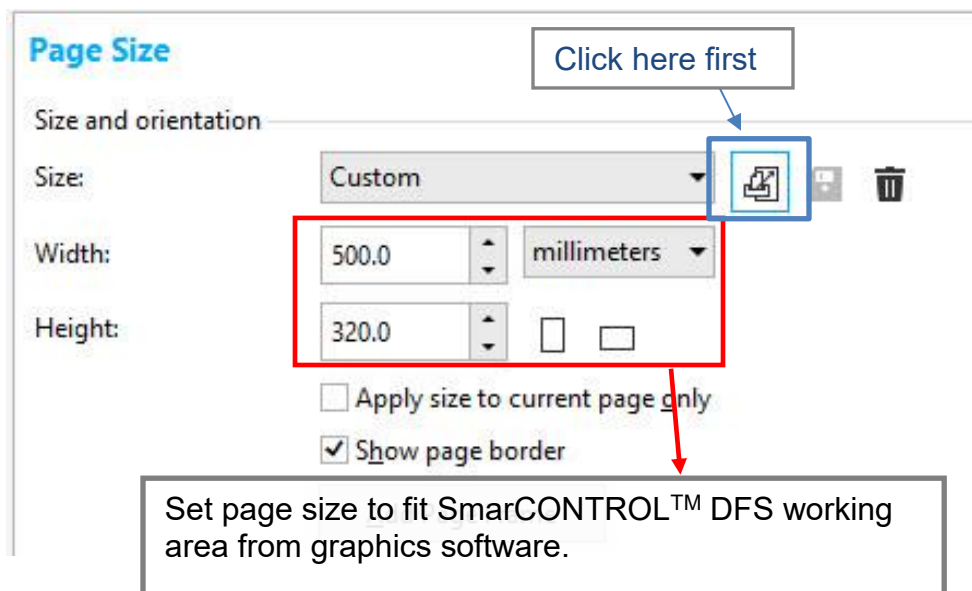 Page Size
Click here first
Size and orientation
Size:
Custom
Width:
500.0
millimeters
Height:
320.0
Apply size to current page only
Show page border
Set page size to fit SmarCONTROL™ DFS working
area from graphics software.